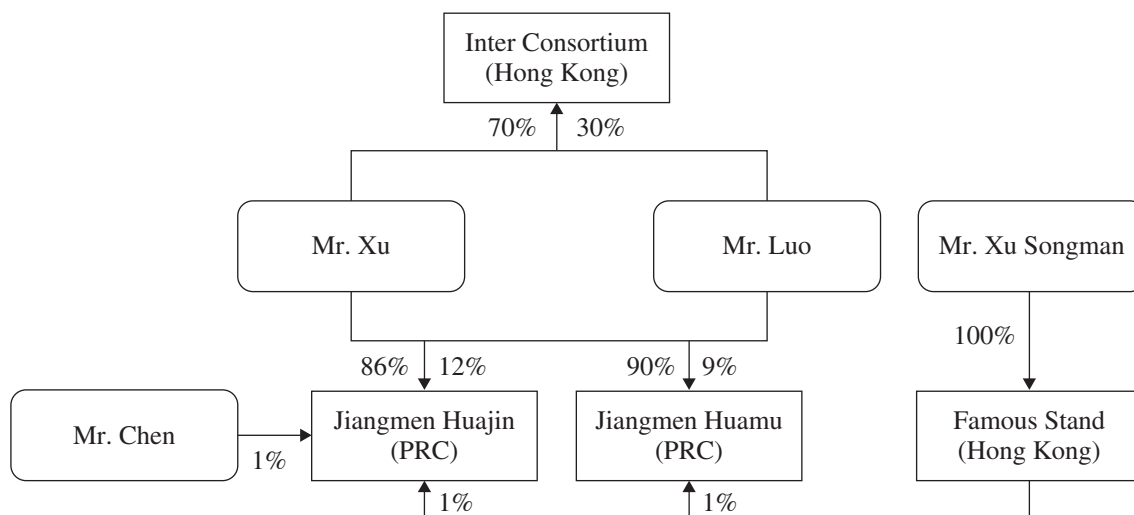 Inter Consortium
(Hong Kong)
70% 30%
Mr. Xu
Mr. Luo
Mr. Xu Songman
100%
86% 12%
90% 9%
Mr. Chen
1%
Jiangmen Huajin
(PRC)
Jiangmen Huamu
(PRC)
Famous Stand
(Hong Kong)
1%
1%